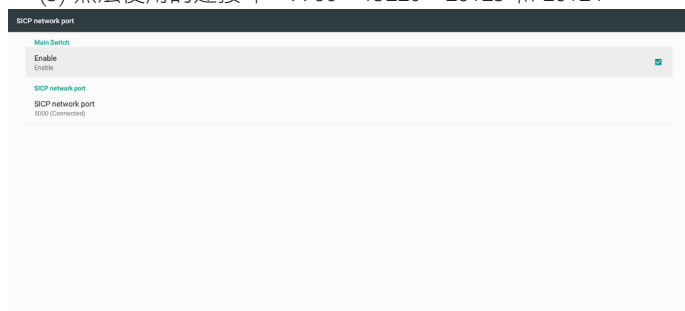 SICP network port
Main Switch
Enable
Enable
SICP network port
SICP network port
5000 (Connected)